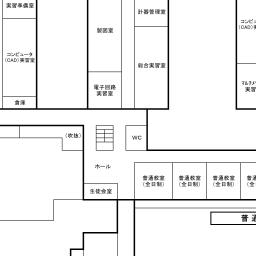 実習準備室
コンピュータ
(CAD)実習室
倉庫
製図室
電子回路
実習室
計器管理室
総合実習室
コンピュータ
(CAD)実習室
マルチメ
実習室
(吹抜)
WC
ホール
生徒会室
普通教室
(全日制)
普通教室
(全日制)
普通教室
(全日制)
普通教室
(全日制)
普 通